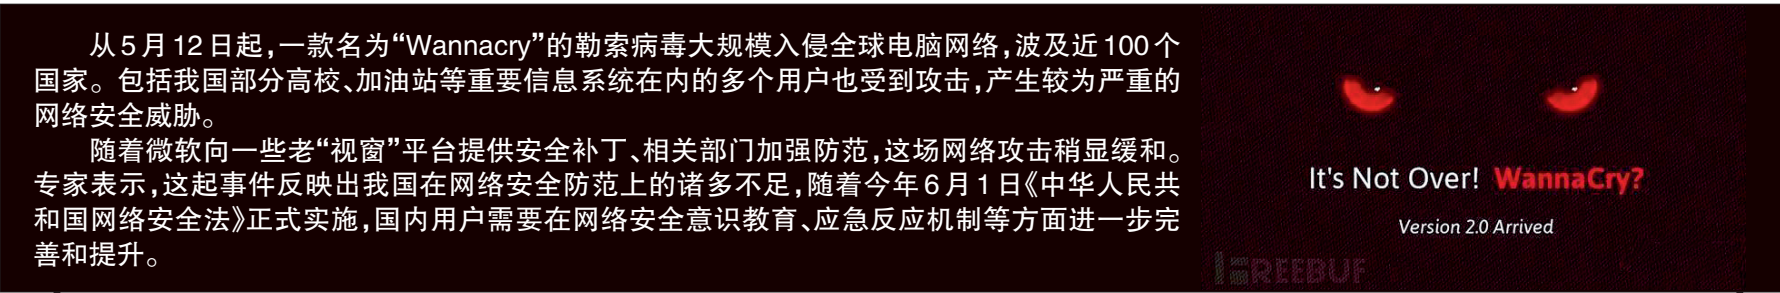 从5月12日起,一款名为“Wannacry”的勒索病毒大规模入侵全球电脑网络,波及近100个
国家。包括我国部分高校、加油站等重要信息系统在内的多个用户也受到攻击,产生较为严重的
网络安全威胁。
随着微软向一些老“视窗”平台提供安全补丁、相关部门加强防范,这场网络攻击稍显缓和。
专家表示,这起事件反映出我国在网络安全防范上的诸多不足,随着今年6月1日《中华人民共
和国网络安全法》正式实施,国内用户需要在网络安全意识教育、应急反应机制等方面进一步完
善和提升。
It's Not Over! WannaCry?
Version 2.0 Arrived
FREEBUF